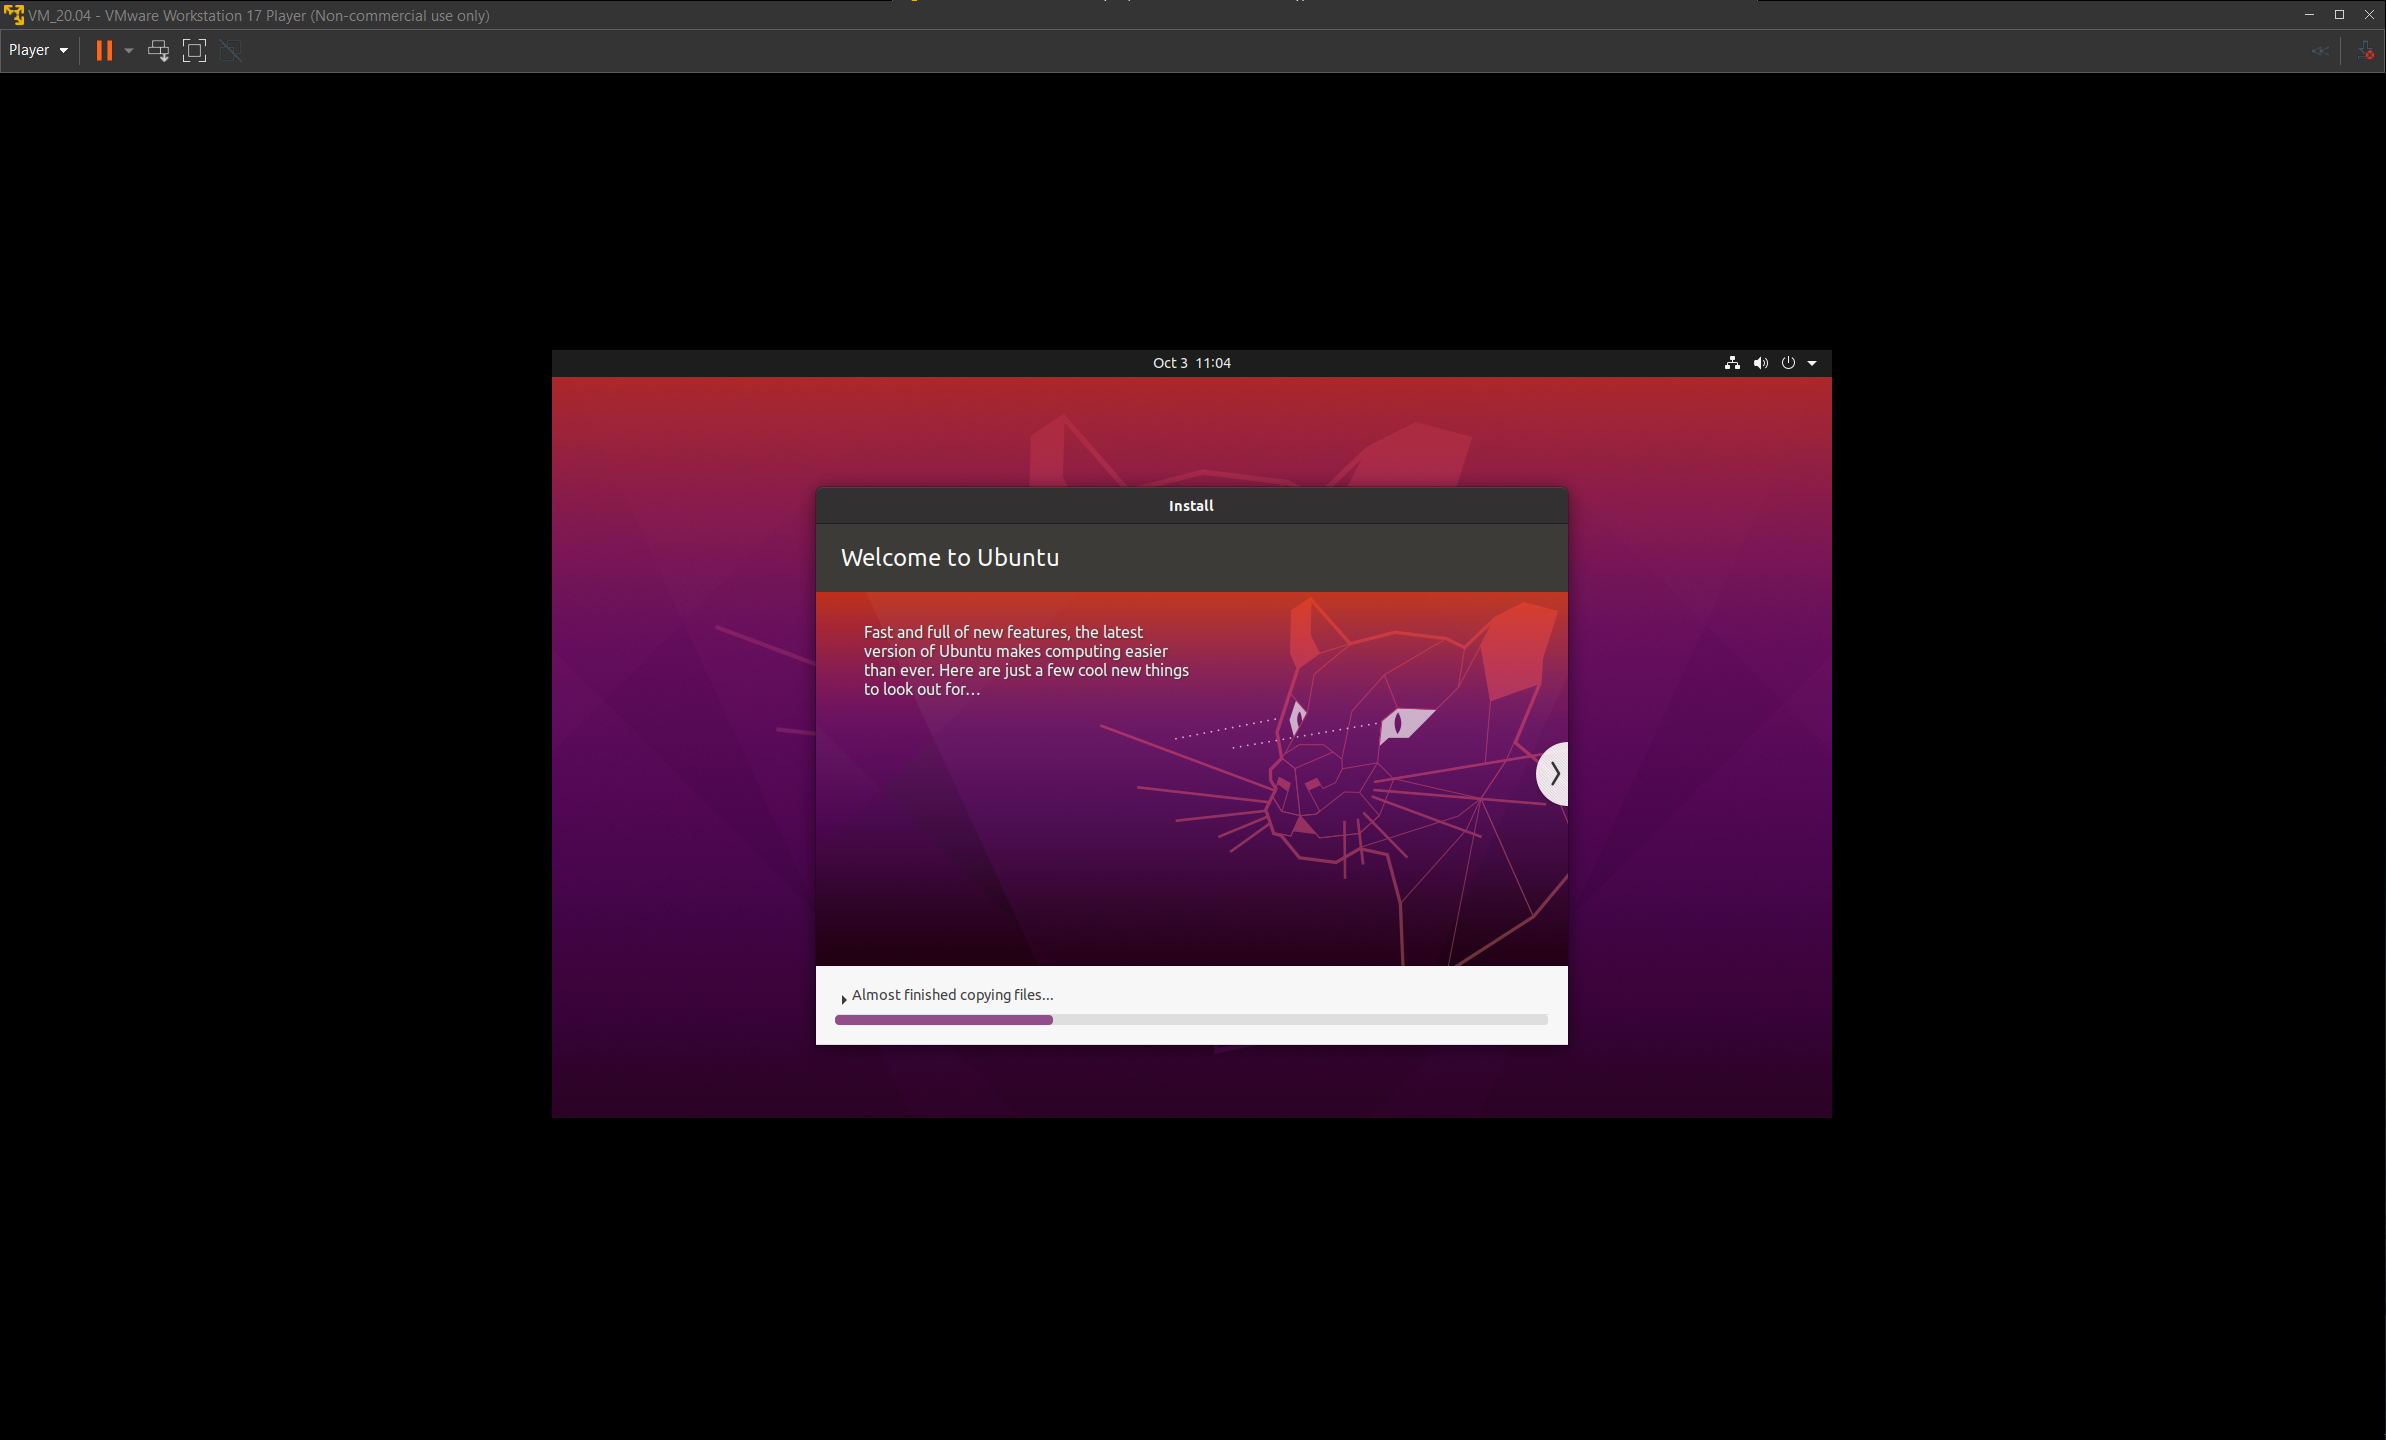 VM_20.04 - VMware Workstation 17 Player (Non-commercial use only)
Player
Oct 3 11:04
Install
Welcome to Ubuntu
Fast and full of new features, the latest
version of Ubuntu makes computing easier
than ever. Here are just a few cool new things
to look out for...
Almost finished copying files...